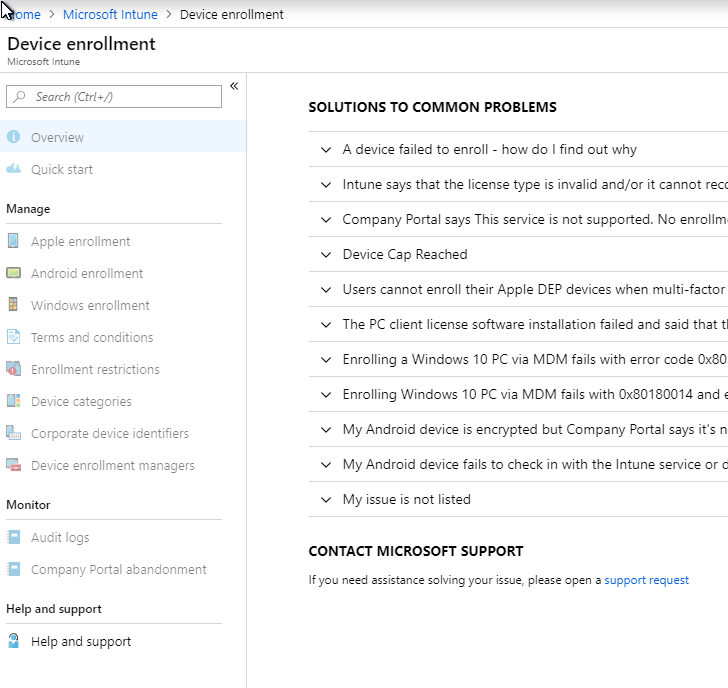 ome > Microsoft Intune > Device enrollment
Device enrollment
Microsoft Intune
Search (Ctrl+/)
«
Overview
Quick start
Manage
Apple enrollment
Android enrollment
Windows enrollment
Terms and conditions
Enrollment restrictions
Device categories
Corporate device identifiers
Device enrollment managers
Monitor
Audit logs
Company Portal abandonment
Help and support
Help and support
SOLUTIONS TO COMMON PROBLEMS
A device failed to enroll - how do I find out why
Intune says that the license type is invalid and/or it cannot rec
Company Portal says This service is not supported. No enrollm
Device Cap Reached
Users cannot enroll their Apple DEP devices when multi-factor
The PC client license software installation failed and said that t
Enrolling a Windows 10 PC via MDM fails with error code 0x80
Enrolling Windows 10 PC via MDM fails with 0x80180014 and e
My Android device is encrypted but Company Portal says it's n
My Android device fails to check in with the Intune service or d
My issue is not listed
CONTACT MICROSOFT SUPPORT
If you need assistance solving your issue, please open a support request